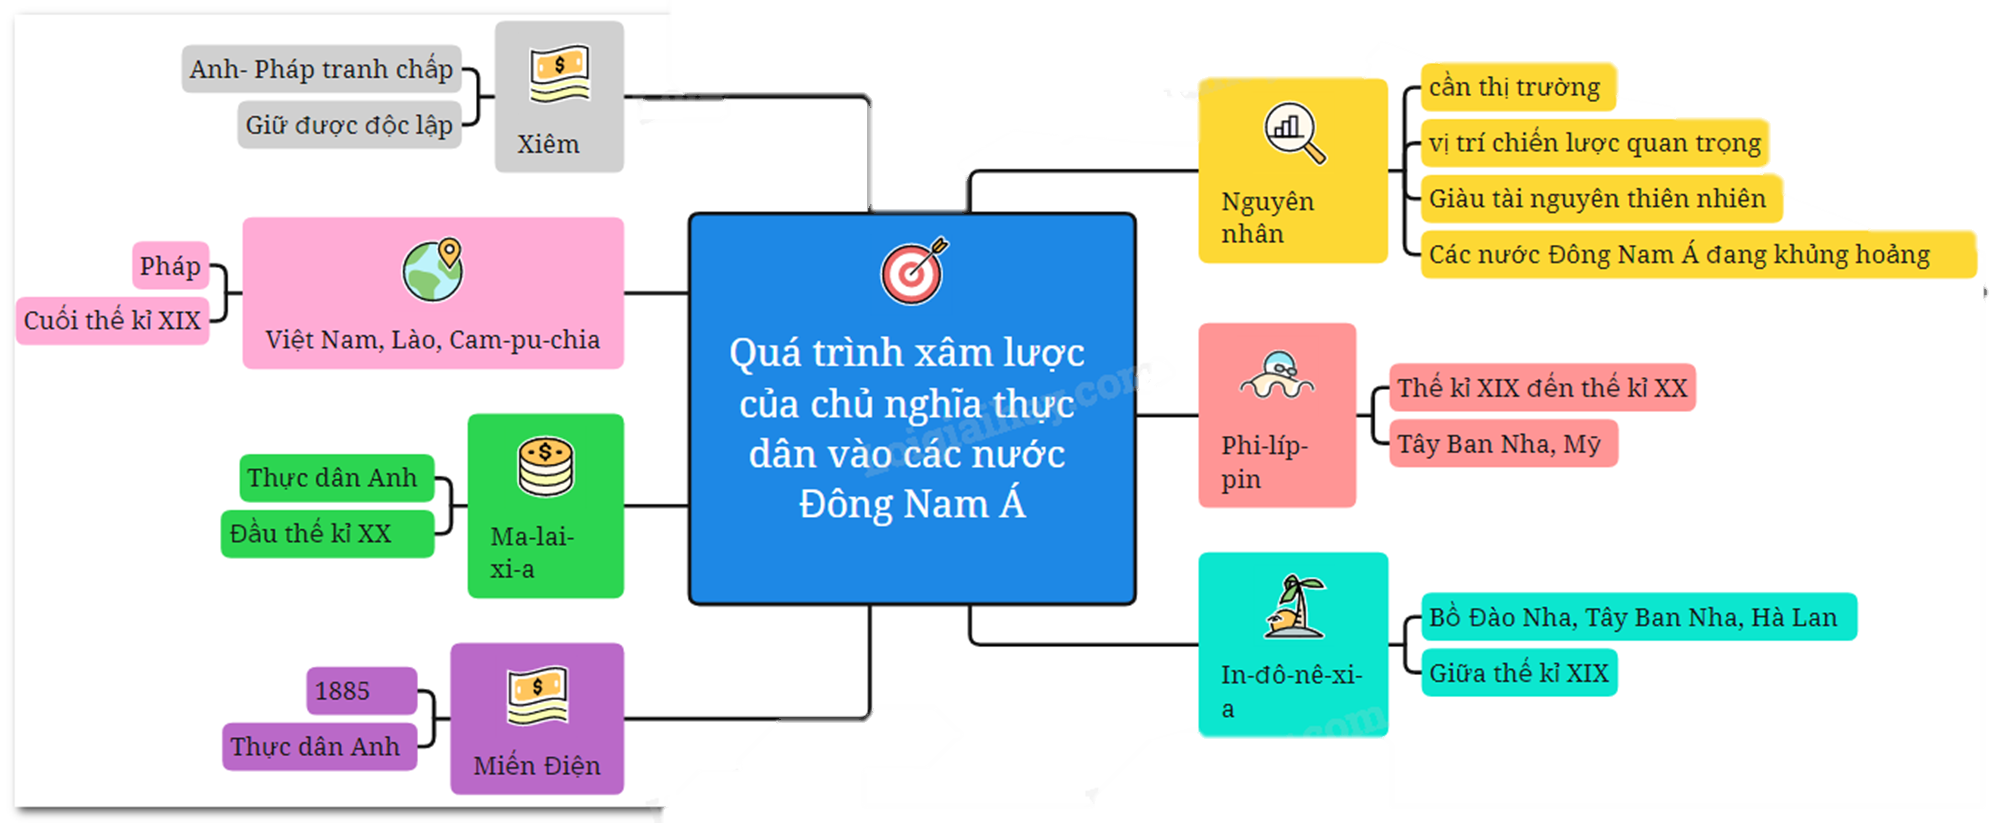 Anh- Pháp tranh chấp
Giữ được độc lập
$
Xiêm
Pháp
Cuối thế kỉ XIX
Việt Nam, Lào, Cam-pu-chia
Thực dân Anh
Đầu thế kỉ XX
$
Ma-lai-
xi-a
1885
Thực dân Anh
$
Miến Điện
Quá trình xâm lược
của chủ nghĩa thực
dân vào các nước
Đông Nam Á
Loigiaihay.com
Nguyên
nhân
cần thị trường
vị trí chiến lược quan trọng
Giàu tài nguyên thiên nhiên
Các nước Đông Nam Á đang khủng hoảng
Phi-líp-
pin
Thế kỉ XIX đến thế kỉ XX
Tây Ban Nha, Mỹ
In-đô-nê-xi-
a
Bồ Đào Nha, Tây Ban Nha, Hà Lan
Giữa thế kỉ XIX
.com